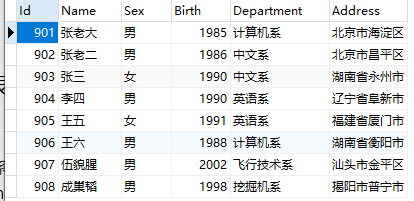 Id Name Sex Birth Department Address
901 张老大 男 1985 计算机系 北京市海淀区
902 张老二 男 1986 中文系 北京市昌平区
903 张三 女 1990 中文系 湖南省永州市
904 李四 男 1990 英语系 辽宁省阜新市
905 王五 女 1991 英语系 福建省厦门市
906 王六 男 1988 计算机系 湖南省衡阳市
907 伍貌腥 男 2002 飞行技术系 汕头市金平区
908 成巢韬 男 1998 挖掘机系 揭阳市普宁市